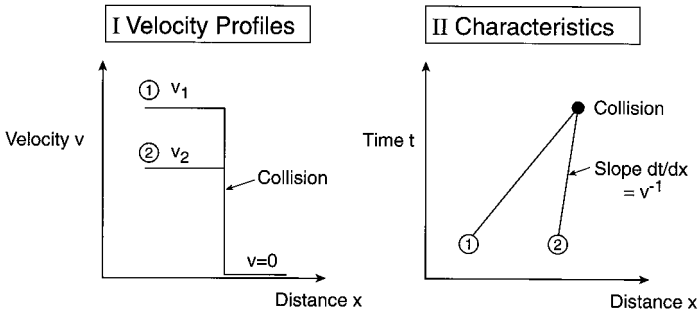 I Velocity Profiles
Velocity v
① v₁
② v₂
Collision
v=0
Distance x
II Characteristics
Time t
Collision
Slope dt/dx
= v⁻¹
①
②
Distance x